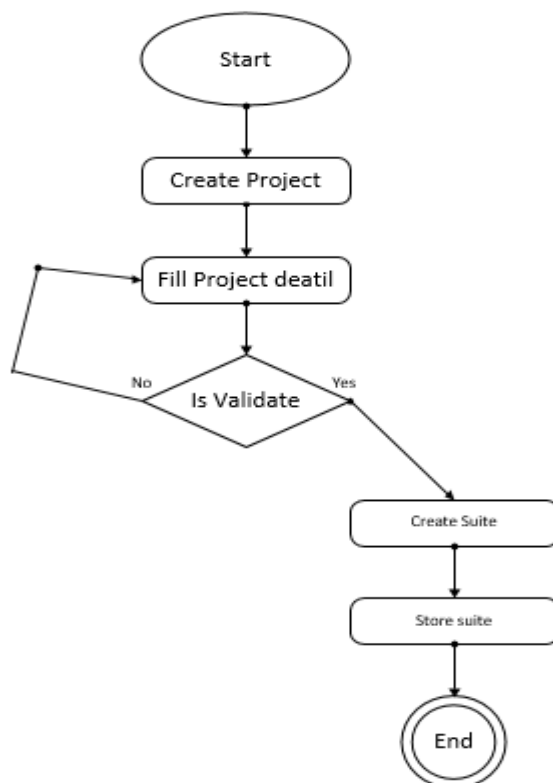 Start
Create Project
Fill Project deatil
No
Yes
Is Validate
Create Suite
Store suite
End